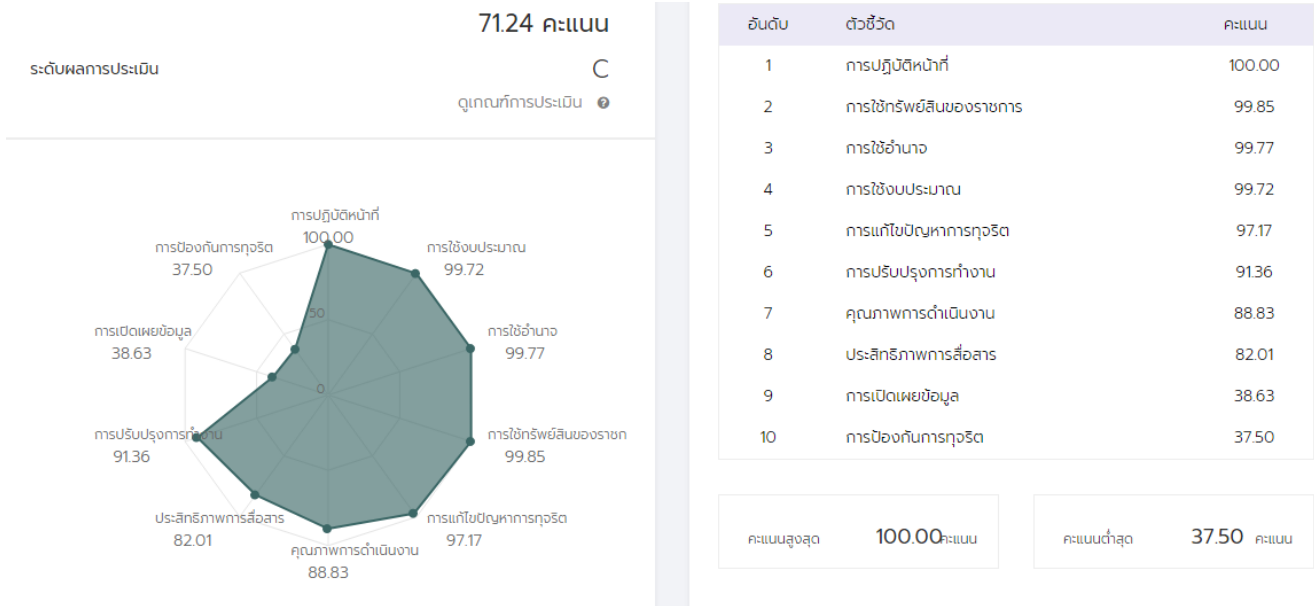 71.24 คะแนน
ระดับผลการประเมิน C
ดูเกณฑ์การประเมิน
การปฏิบัติหน้าที่
100.00
การป้องกันการทุจริต
37.50
การใช้งบประมาณ
99.72
50
การเปิดเผยข้อมูล
38.63
การใช้อำนาจ
99.77
0
การปรับปรุงการทำงาน
91.36
การใช้ทรัพย์สินของราชก
99.85
ประสิทธิภาพการสื่อสาร
82.01
การแก้ไขปัญหาการทุจริต
97.17
คุณภาพการดำเนินงาน
88.83
อันดับ ตัวชี้วัด คะแนน
1 การปฏิบัติหน้าที่ 100.00
2 การใช้ทรัพย์สินของราชการ 99.85
3 การใช้อำนาจ 99.77
4 การใช้งบประมาณ 99.72
5 การแก้ไขปัญหาการทุจริต 97.17
6 การปรับปรุงการทำงาน 91.36
7 คุณภาพการดำเนินงาน 88.83
8 ประสิทธิภาพการสื่อสาร 82.01
9 การเปิดเผยข้อมูล 38.63
10 การป้องกันการทุจริต 37.50
คะแนนสูงสุด 100.00 คะแนน
คะแนนต่ำสุด 37.50 คะแนน